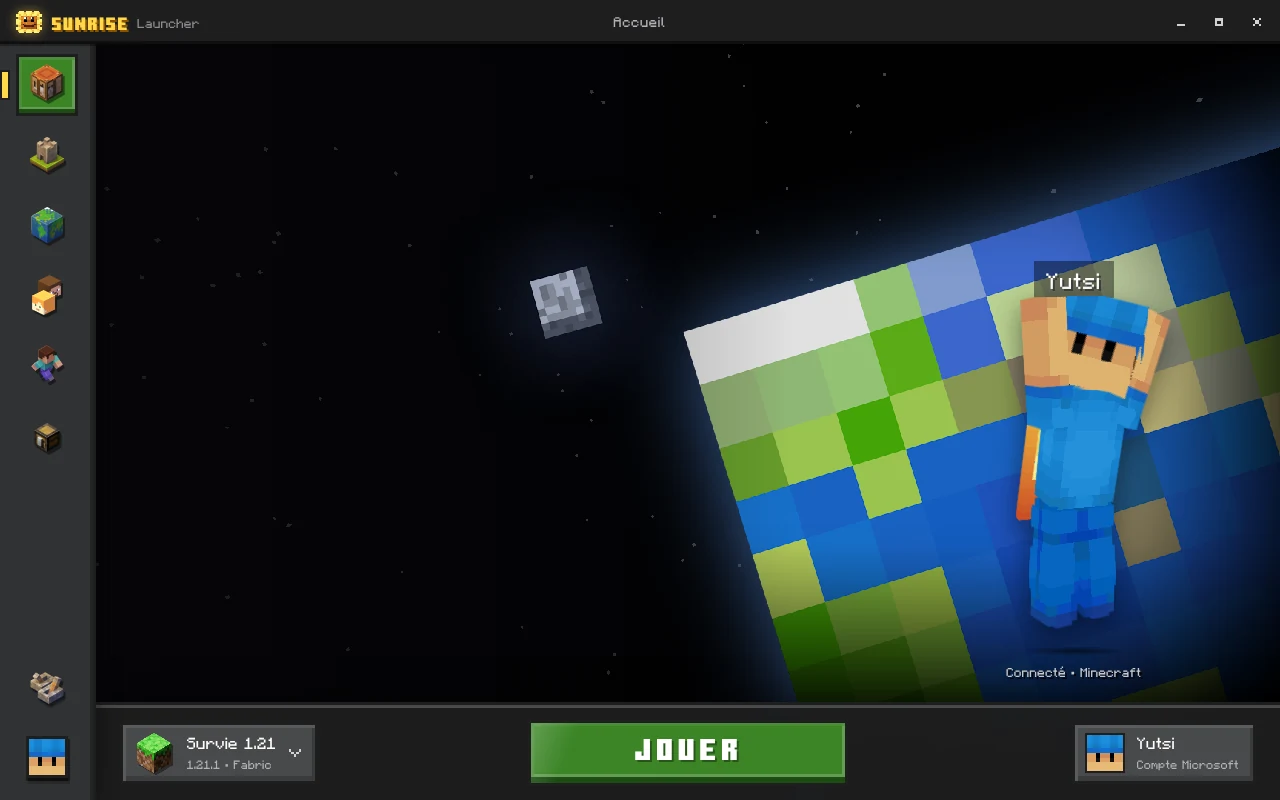 SUNRISE Launcher
Accueil
Yutsi
Connecté • Minecraft
Survie 1.21
1.21.1 • Fabric
JOUER
Yutsi
Compte Microsoft